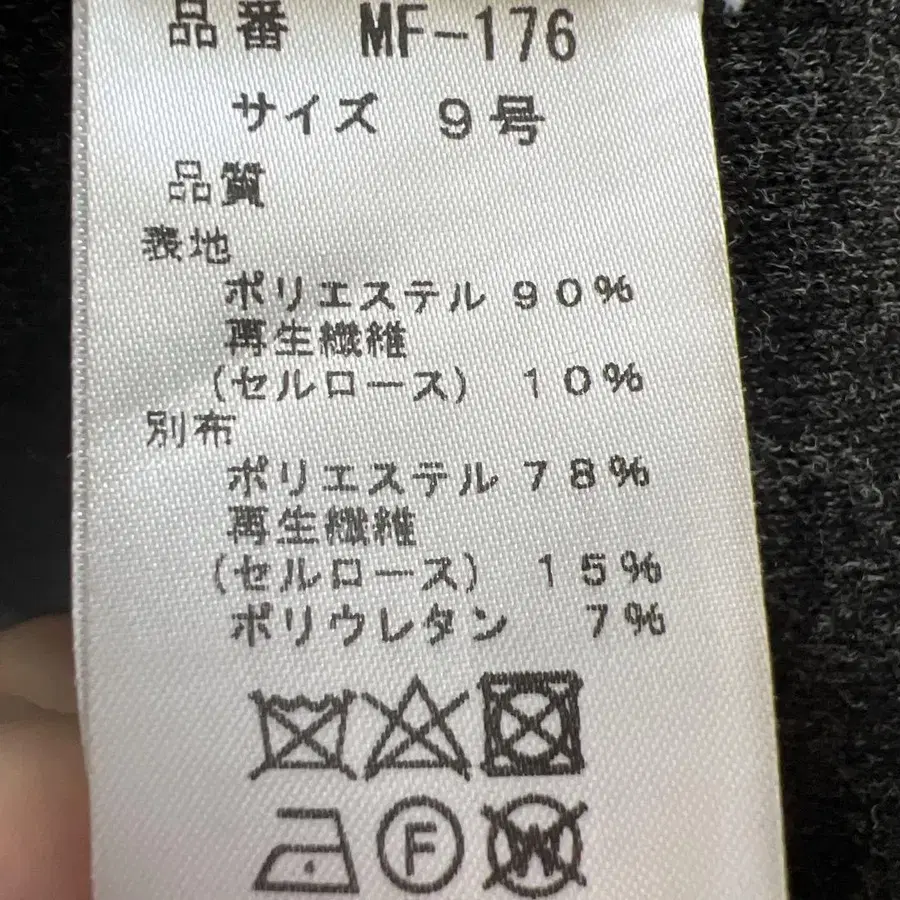 品番 MF-176
サイズ 9号
品質
表地
ポリエステル 90%
再生繊維
(セルロース) 10%
別布
ポリエステル 78%
再生繊維
(セルロース) 15%
ポリウレタン 7%
F W